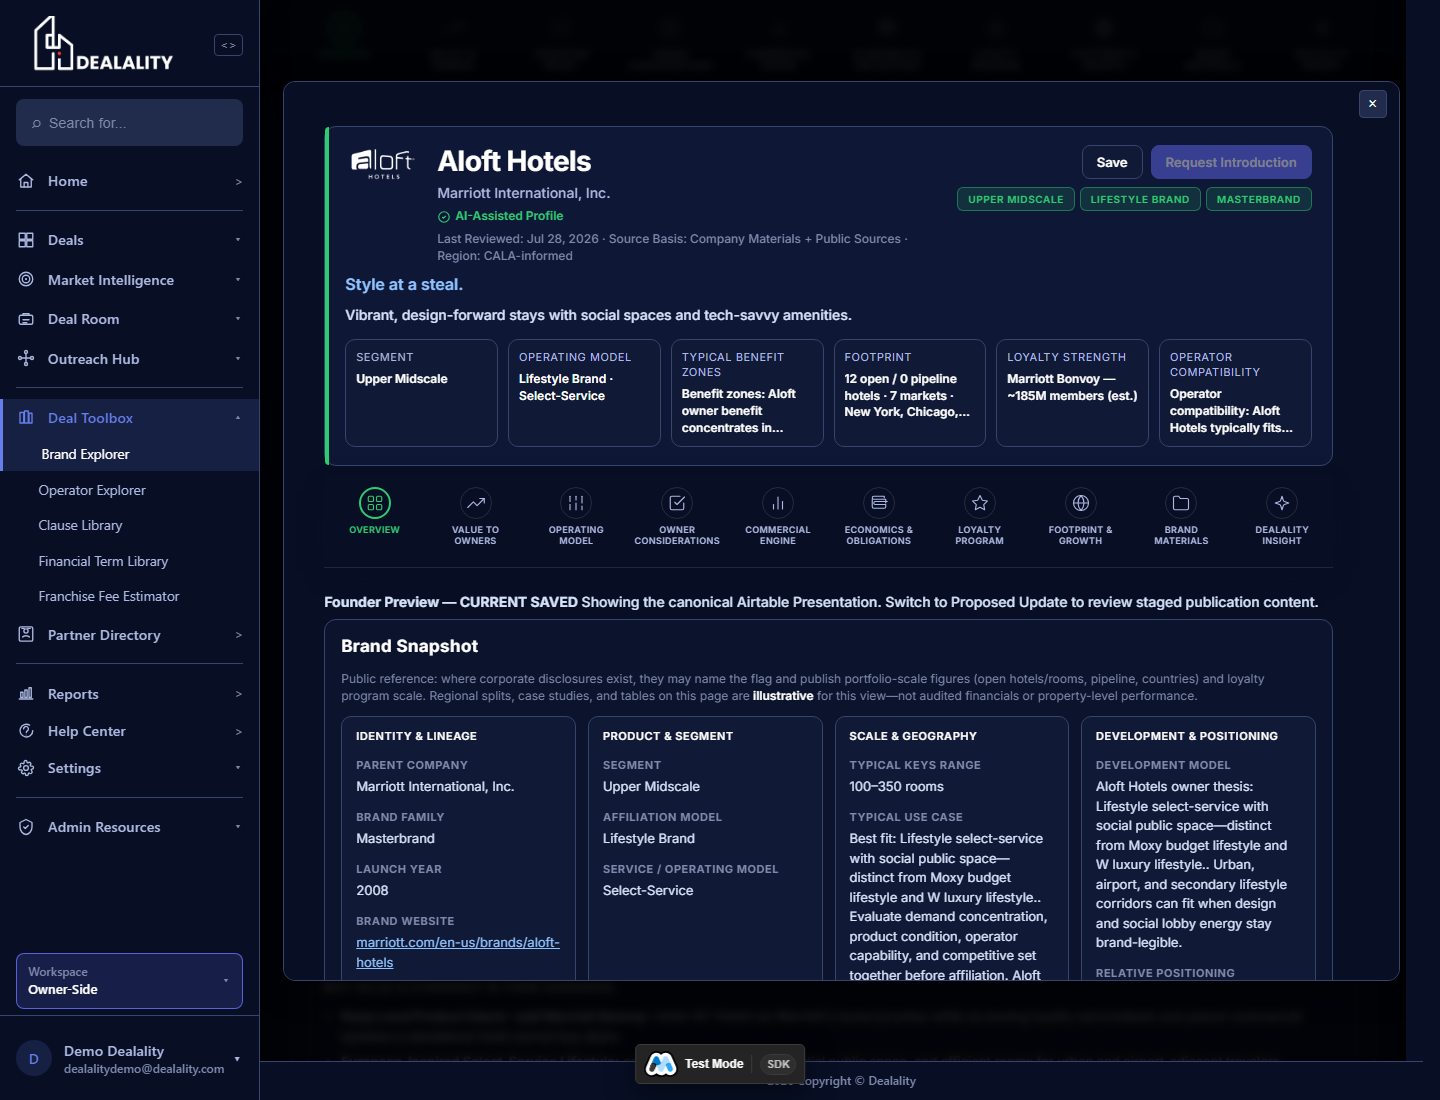 DEALALITY
<>
Search for...
Home
Deals
Market Intelligence
Deal Room
Outreach Hub
Deal Toolbox
Brand Explorer
Operator Explorer
Clause Library
Financial Term Library
Franchise Fee Estimator
Partner Directory
Reports
Help Center
Settings
Admin Resources
Workspace
Owner-Side
D
Demo Dealality
dealalitydemo@dealality.com
×
aloft
HOTELS
Aloft Hotels
Marriott International, Inc.
AI-Assisted Profile
Last Reviewed: Jul 28, 2026 · Source Basis: Company Materials + Public Sources ·
Region: CALA-informed
Save
Request Introduction
UPPER MIDSCALE
LIFESTYLE BRAND
MASTERBRAND
Style at a steal.
Vibrant, design-forward stays with social spaces and tech-savvy amenities.
SEGMENT
Upper Midscale
OPERATING MODEL
Lifestyle Brand ·
Select-Service
TYPICAL BENEFIT
ZONES
Benefit zones: Aloft
owner benefit
concentrates in...
FOOTPRINT
12 open / 0 pipeline
hotels · 7 markets ·
New York, Chicago,...
LOYALTY STRENGTH
Marriott Bonvoy —
~185M members (est.)
OPERATOR
COMPATIBILITY
Operator
compatibility: Aloft
Hotels typically fits...
OVERVIEW
VALUE TO
OWNERS
OPERATING
MODEL
OWNER
CONSIDERATIONS
COMMERCIAL
ENGINE
ECONOMICS &
OBLIGATIONS
LOYALTY
PROGRAM
FOOTPRINT &
GROWTH
BRAND
MATERIALS
DEALALITY
INSIGHT
Founder Preview — CURRENT SAVED Showing the canonical Airtable Presentation. Switch to Proposed Update to review staged publication content.
Brand Snapshot
Public reference: where corporate disclosures exist, they may name the flag and publish portfolio-scale figures (open hotels/rooms, pipeline, countries) and loyalty
program scale. Regional splits, case studies, and tables on this page are illustrative for this view—not audited financials or property-level performance.
IDENTITY & LINEAGE
PARENT COMPANY
Marriott International, Inc.
BRAND FAMILY
Masterbrand
LAUNCH YEAR
2008
BRAND WEBSITE
marriott.com/en-us/brands/aloft-
hotels
PRODUCT & SEGMENT
SEGMENT
Upper Midscale
AFFILIATION MODEL
Lifestyle Brand
SERVICE / OPERATING MODEL
Select-Service
SCALE & GEOGRAPHY
TYPICAL KEYS RANGE
100–350 rooms
TYPICAL USE CASE
Best fit: Lifestyle select-service
with social public space—
distinct from Moxy budget
lifestyle and W luxury lifestyle..
Evaluate demand concentration,
product condition, operator
capability, and competitive set
together before affiliation. Aloft
DEVELOPMENT & POSITIONING
DEVELOPMENT MODEL
Aloft Hotels owner thesis:
Lifestyle select-service with
social public space—distinct
from Moxy budget lifestyle and
W luxury lifestyle.. Urban,
airport, and secondary lifestyle
corridors can fit when design
and social lobby energy stay
brand-legible.
RELATIVE POSITIONING
Test Mode
SDK
Copyright © Dealality